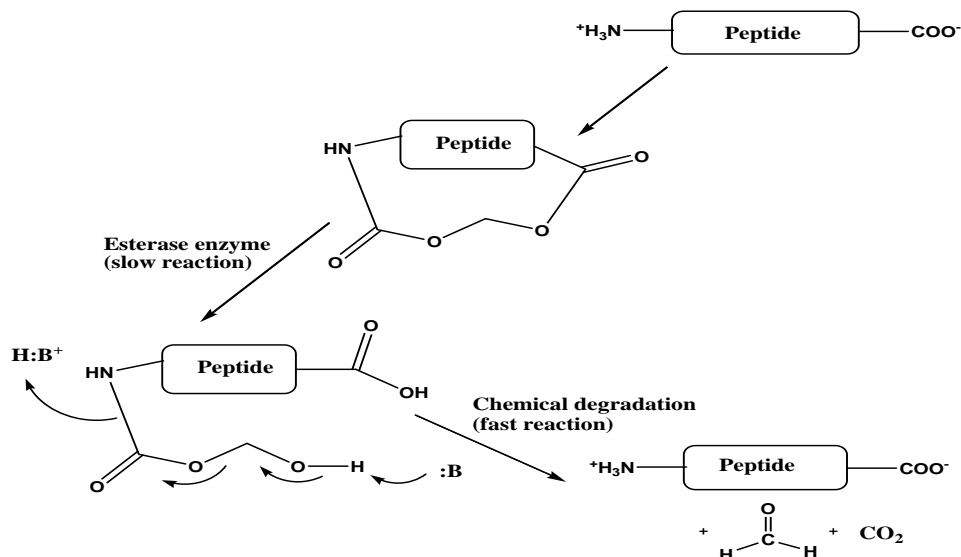 ⁺H₃N Peptide COO⁻
HN Peptide O
O O O
Esterase enzyme
(slow reaction)
O
H:B⁺
HN Peptide
OH
Chemical degradation
(fast reaction)
O O O H :B
⁺H₃N Peptide COO⁻
O
+ H C H + CO₂